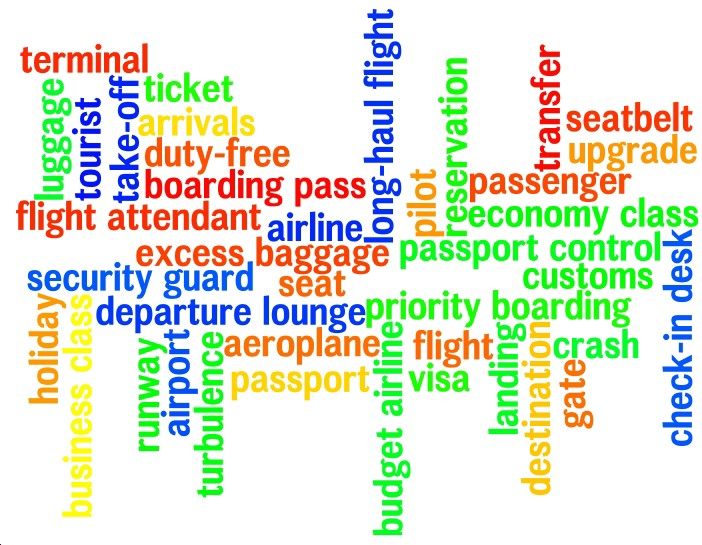 terminal
luggage
tourist
take-off
ticket
arrivals
duty-free
boarding pass
long-haul flight
reservation
pilot
transfer
seatbelt
upgrade
passenger
flight attendant
airline
economy class
excess baggage
passport control
security guard
seat
customs
check-in desk
departure lounge
priority boarding
holiday
business class
runway
airport
turbulence
aeroplane
flight
crash
passport
visa
budget airline
landing
destination
gate